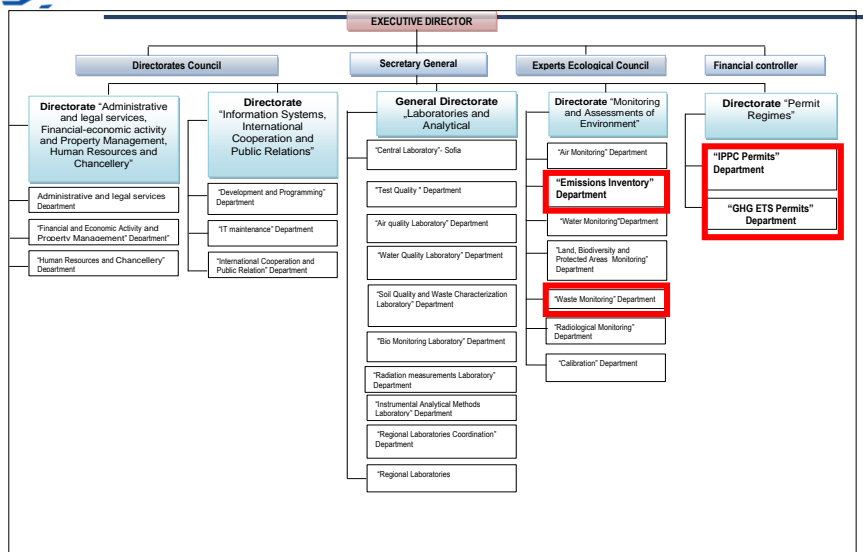 EXECUTIVE DIRECTOR
Directorates Council
Secretary General
Experts Ecological Council
Financial controller
Directorate “Administrative
and legal services,
Financial-economic activity
and Property Management,
Human Resources and
Chancellery”
Administrative and legal services
Department
“Financial and Economic Activity and
Property Management” Department”
“Human Resources and Chancellery”
Department
Directorate
“Information Systems,
International
Cooperation and
Public Relations”
“Development and Programming”
Department
“IT maintenance” Department
“International Cooperation and
Public Relation” Department
General Directorate
„Laboratories and
Analytical
“Central Laboratory”- Sofia
“Test Quality ” Department
“Air quality Laboratory” Department
“Water Quality Laboratory” Department
“Soil Quality and Waste Characterization
Laboratory” Department
“Bio Monitoring Laboratory” Department
“Radiation measurements Laboratory”
Department
“Instrumental Analytical Methods
Laboratory” Department
“Regional Laboratories Coordination”
Department
“Regional Laboratories
Directorate “Monitoring
and Assessments of
Environment”
“Air Monitoring” Department
“Emissions Inventory”
Department
“Water Monitoring”Department
“Land, Biodiversity and
Protected Areas Monitoring”
Department
“Waste Monitoring” Department
“Radiological Monitoring”
Department
“Calibration” Department
Directorate “Permit
Regimes”
“IPPC Permits”
Department
“GHG ETS Permits”
Department